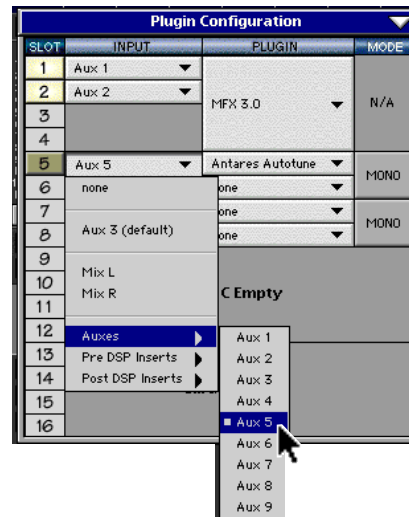 Plugin Configuration
SLOT INPUT PLUGIN MODE
1 Aux 1
2 Aux 2
MFX 3.0 N/A
3
4
5 Aux 5 Antares Autotune
MONO
6 none one
7 one
MONO
8 Aux 3 (default) one
9
10 Mix L
Mix R C Empty
11
12 Auxes Aux 1
13 Pre DSP Inserts Aux 2
14 Post DSP Inserts Aux 3
15 Aux 4
16 Aux 5
Aux 6
Aux 7
Aux 8
Aux 9